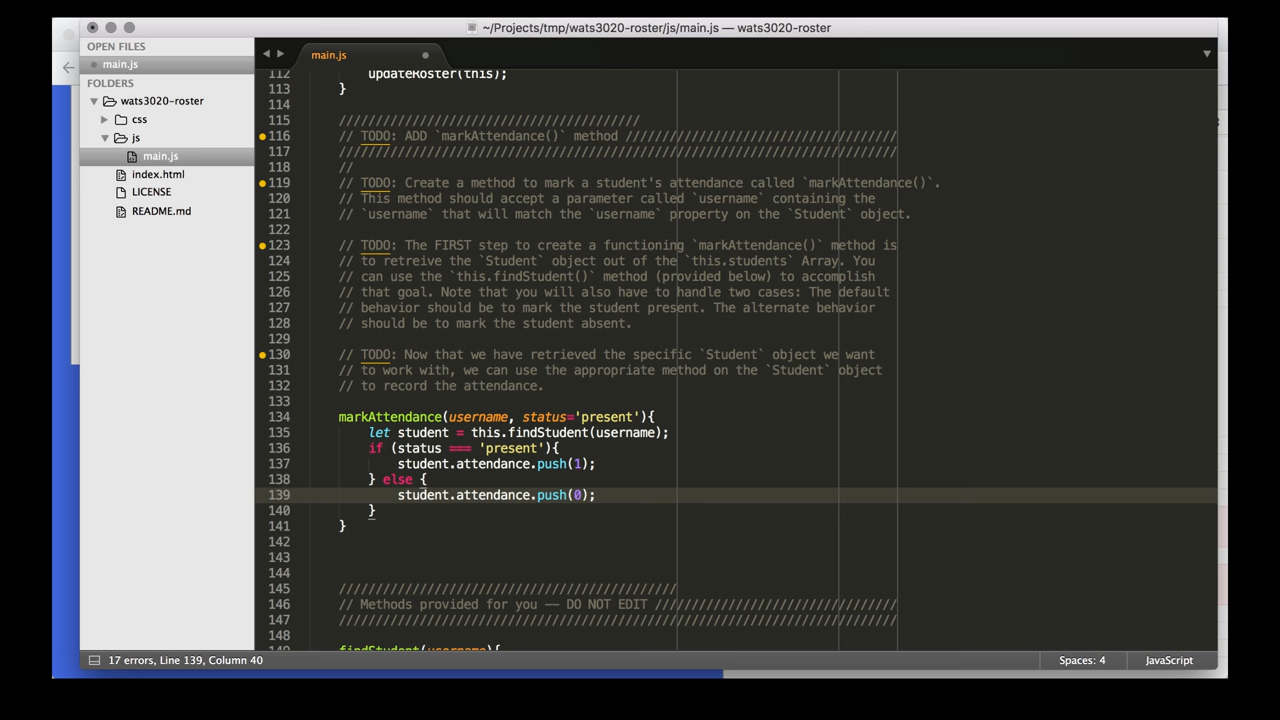 ~/Projects/tmp/wats3020-roster/js/main.js — wats3020-roster
OPEN FILES
main.js
FOLDERS
wats3020-roster
css
js
main.js
index.html
LICENSE
README.md
main.js
112 updateRoster(this);
113 }
114
115 /////////////////////////////////////////
116 // TODO: ADD `markAttendance()` method /////////////////////////////////////
117 ////////////////////////////////////////////////////////////////////////////
118 //
119 // TODO: Create a method to mark a student's attendance called `markAttendance()`.
120 // This method should accept a parameter called `username` containing the
121 // `username` that will match the `username` property on the `Student` object.
122
123 // TODO: The FIRST step to create a functioning `markAttendance()` method is
124 // to retreive the `Student` object out of the `this.students` Array. You
125 // can use the `this.findStudent()` method (provided below) to accomplish
126 // that goal. Note that you will also have to handle two cases: The default
127 // behavior should be to mark the student present. The alternate behavior
128 // should be to mark the student absent.
129
130 // TODO: Now that we have retrieved the specific `Student` object we want
131 // to work with, we can use the appropriate method on the `Student` object
132 // to record the attendance.
133
134 markAttendance(username, status='present'){
135 let student = this.findStudent(username);
136 if (status === 'present'){
137 student.attendance.push(1);
138 } else {
139 student.attendance.push(0);
140 }
141 }
142
143
144
145 //////////////////////////////////////////////
146 // Methods provided for you -- DO NOT EDIT /////////////////////////////////
147 ////////////////////////////////////////////////////////////////////////////
148
149 findStudent(username){
17 errors, Line 139, Column 40
Spaces: 4
JavaScript